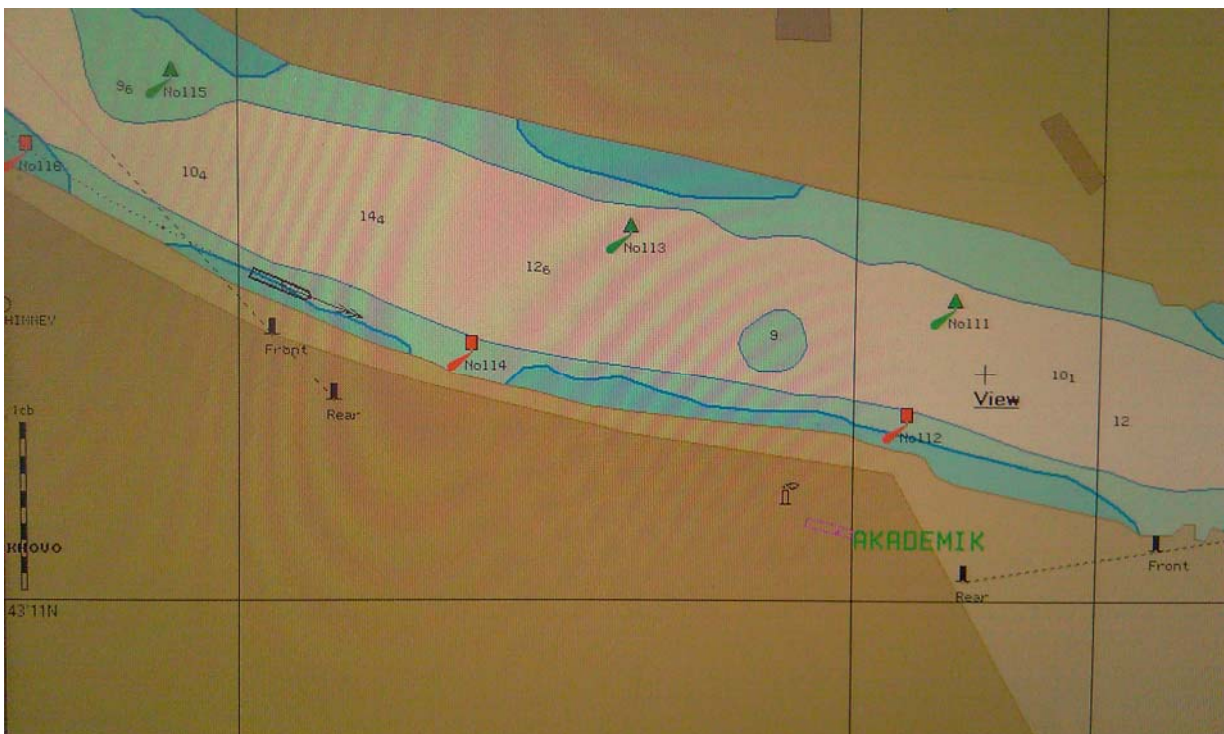 9₆
No115
No116
10₄
14₄
12₆
No113
9
No111
10₁
View
12
Front
Rear
No114
No112
1cb
KHOVO
AKADEMIK
Front
Rear
43'11N